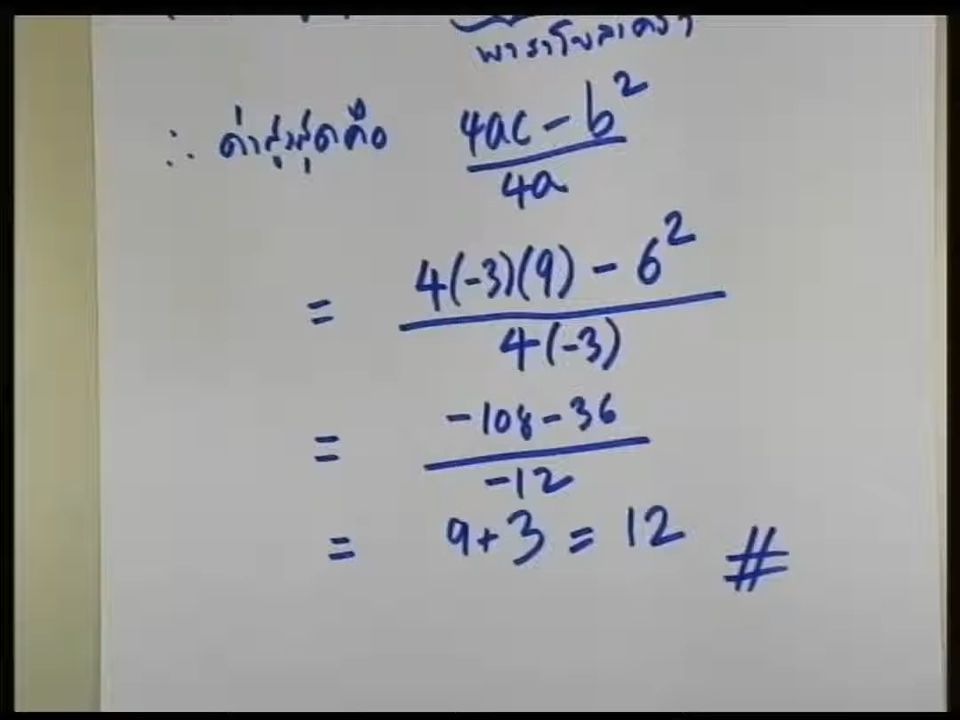 พาราโบลาคว่ำ
∴ ค่าสูงสุดคือ (4ac - b²)/(4a)
= (4(-3)(9) - 6²)/(4(-3))
= (-108 - 36)/(-12)
= 9 + 3 = 12 #